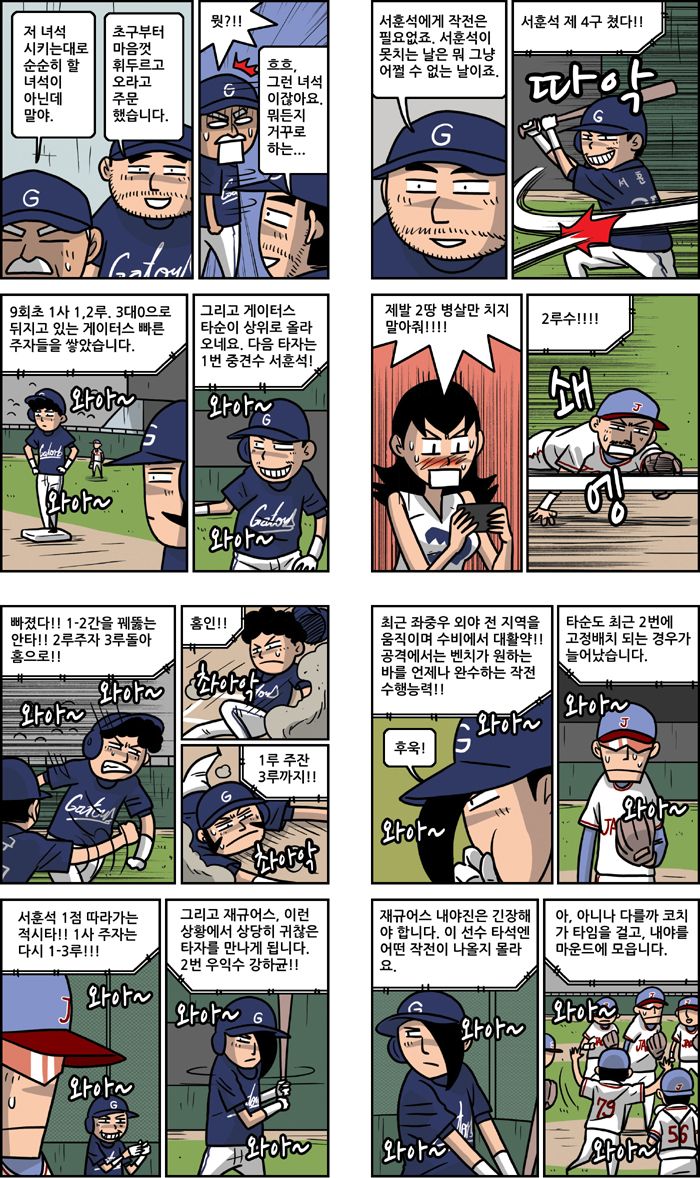 저 녀석
시키는대로
순순히 할
녀석이
아닌데
말야.
초구부터
마음껏
휘두르고
오라고
주문
했습니다.
G
G
Gators
뭣?!!
흐흐,
그런 녀석
이잖아요.
뭐든지
거꾸로
하는...
G
9회초 1사 1,2루. 3대0으로
뒤지고 있는 게이터스 빠른
주자들을 쌓았습니다.
와아~
와아~
Gators
G
그리고 게이터스
타순이 상위로 올라
오네요. 다음 타자는
1번 중견수 서훈석!
와아~
G
Gators
와아~
빠졌다!! 1-2간을 꿰뚫는
안타!! 2루주자 3루돌아
홈으로!!
와아~
와아~
Gators
홈인!!
촤아악
1루 주잔
3루까지!!
G
촤아악
서훈석 1점 따라가는
적시타!! 1사 주자는
다시 1-3루!!!
J
와아~
와아~
G
그리고 재규어스, 이런
상황에서 상당히 귀찮은
타자를 만나게 됩니다.
2번 우익수 강하균!!
와아~
G
와아~
서훈석에게 작전은
필요없죠. 서훈석이
못치는 날은 뭐 그냥
어쩔 수 없는 날이죠.
G
서훈석 제 4구 쳤다!!
따악
G
서훈
제발 2땅 병살만 치지
말아줘!!!!
2루수!!!!
쇄
J
엥
최근 좌중우 외야 전 지역을
움직이며 수비에서 대활약!!
공격에서는 벤치가 원하는
바를 언제나 완수하는 작전
수행능력!!
와아~
후욱!
G
와아~
타순도 최근 2번에
고정배치 되는 경우가
늘어났습니다.
와아~
J
와아~
JA
재규어스 내야진은 긴장해
야 합니다. 이 선수 타석엔
어떤 작전이 나올지 몰라
요.
G
와아~
와아~
아, 아니나 다를까 코치
가 타임을 걸고, 내야를
마운드에 모읍니다.
와아~
J
JA
79
와아~
56